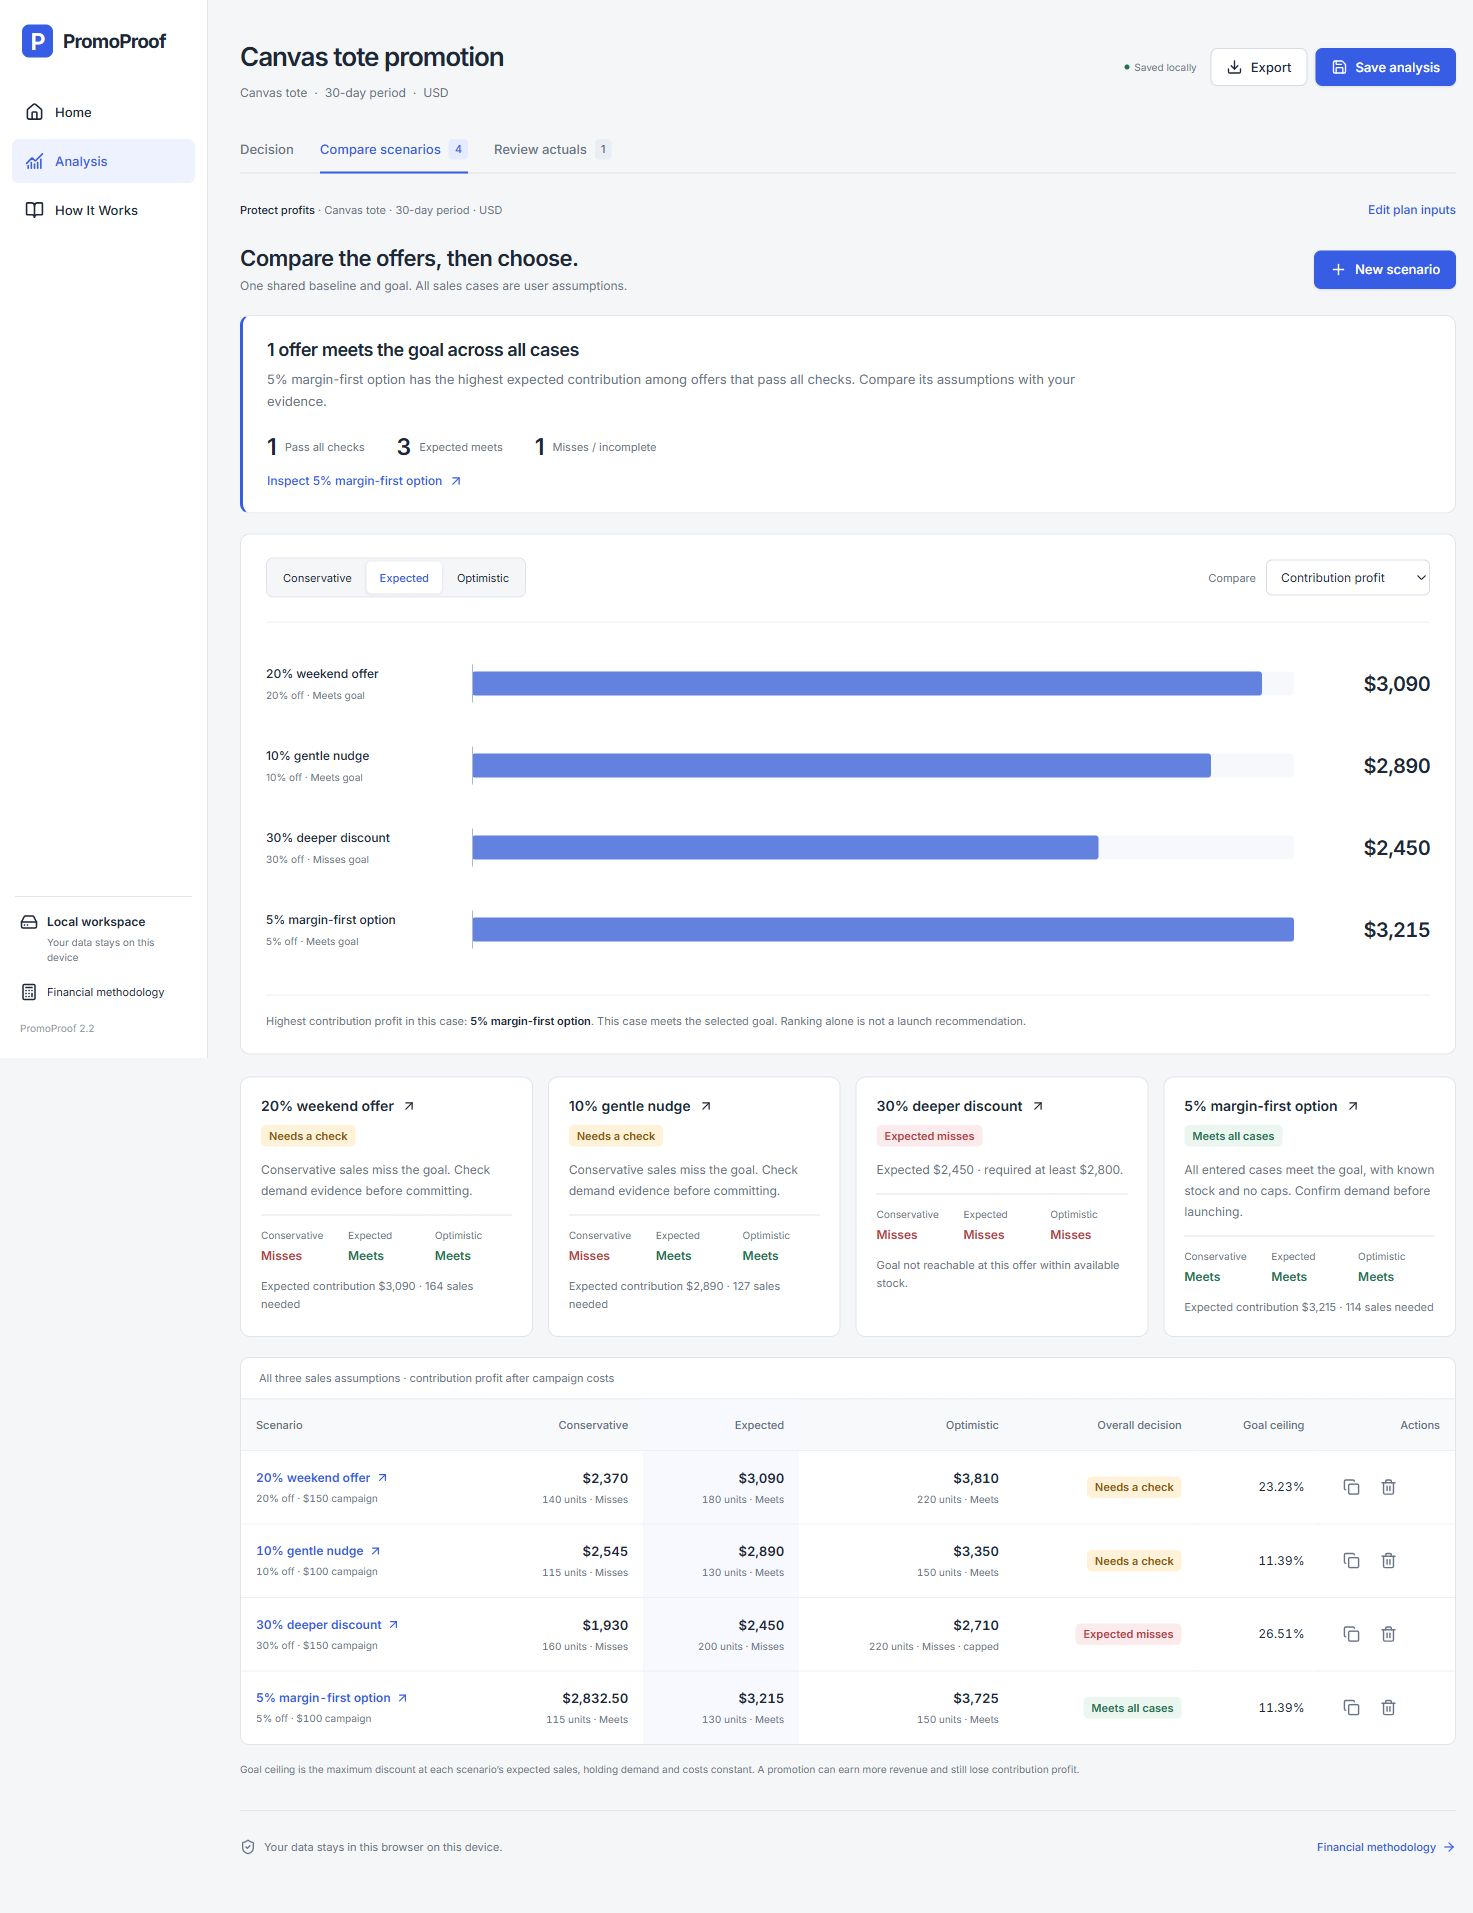 P PromoProof
Home
Analysis
How It Works
Local workspace
Your data stays on this
device
Financial methodology
PromoProof 2.2
Canvas tote promotion
Canvas tote · 30-day period · USD
Saved locally
Export
Save analysis
Decision
Compare scenarios 4
Review actuals 1
Protect profits · Canvas tote · 30-day period · USD
Edit plan inputs
Compare the offers, then choose.
One shared baseline and goal. All sales cases are user assumptions.
New scenario
1 offer meets the goal across all cases
5% margin-first option has the highest expected contribution among offers that pass all checks. Compare its assumptions with your
evidence.
1 Pass all checks 3 Expected meets 1 Misses / incomplete
Inspect 5% margin-first option
Conservative Expected Optimistic
Compare Contribution profit
20% weekend offer
20% off · Meets goal
$3,090
10% gentle nudge
10% off · Meets goal
$2,890
30% deeper discount
30% off · Misses goal
$2,450
5% margin-first option
5% off · Meets goal
$3,215
Highest contribution profit in this case: 5% margin-first option. This case meets the selected goal. Ranking alone is not a launch recommendation.
20% weekend offer
Needs a check
Conservative sales miss the goal. Check
demand evidence before committing.
Conservative Expected Optimistic
Misses Meets Meets
Expected contribution $3,090 · 164 sales
needed
10% gentle nudge
Needs a check
Conservative sales miss the goal. Check
demand evidence before committing.
Conservative Expected Optimistic
Misses Meets Meets
Expected contribution $2,890 · 127 sales
needed
30% deeper discount
Expected misses
Expected $2,450 · required at least $2,800.
Conservative Expected Optimistic
Misses Misses Misses
Goal not reachable at this offer within available
stock.
5% margin-first option
Meets all cases
All entered cases meet the goal, with known
stock and no caps. Confirm demand before
launching.
Conservative Expected Optimistic
Meets Meets Meets
Expected contribution $3,215 · 114 sales needed
All three sales assumptions · contribution profit after campaign costs
Scenario Conservative Expected Optimistic Overall decision Goal ceiling Actions
20% weekend offer $2,370 $3,090 $3,810 Needs a check 23.23%
20% off · $150 campaign 140 units · Misses 180 units · Meets 220 units · Meets
10% gentle nudge $2,545 $2,890 $3,350 Needs a check 11.39%
10% off · $100 campaign 115 units · Misses 130 units · Meets 150 units · Meets
30% deeper discount $1,930 $2,450 $2,710 Expected misses 26.51%
30% off · $150 campaign 160 units · Misses 200 units · Misses 220 units · Misses · capped
5% margin-first option $2,832.50 $3,215 $3,725 Meets all cases 11.39%
5% off · $100 campaign 115 units · Meets 130 units · Meets 150 units · Meets
Goal ceiling is the maximum discount at each scenario's expected sales, holding demand and costs constant. A promotion can earn more revenue and still lose contribution profit.
Your data stays in this browser on this device.
Financial methodology